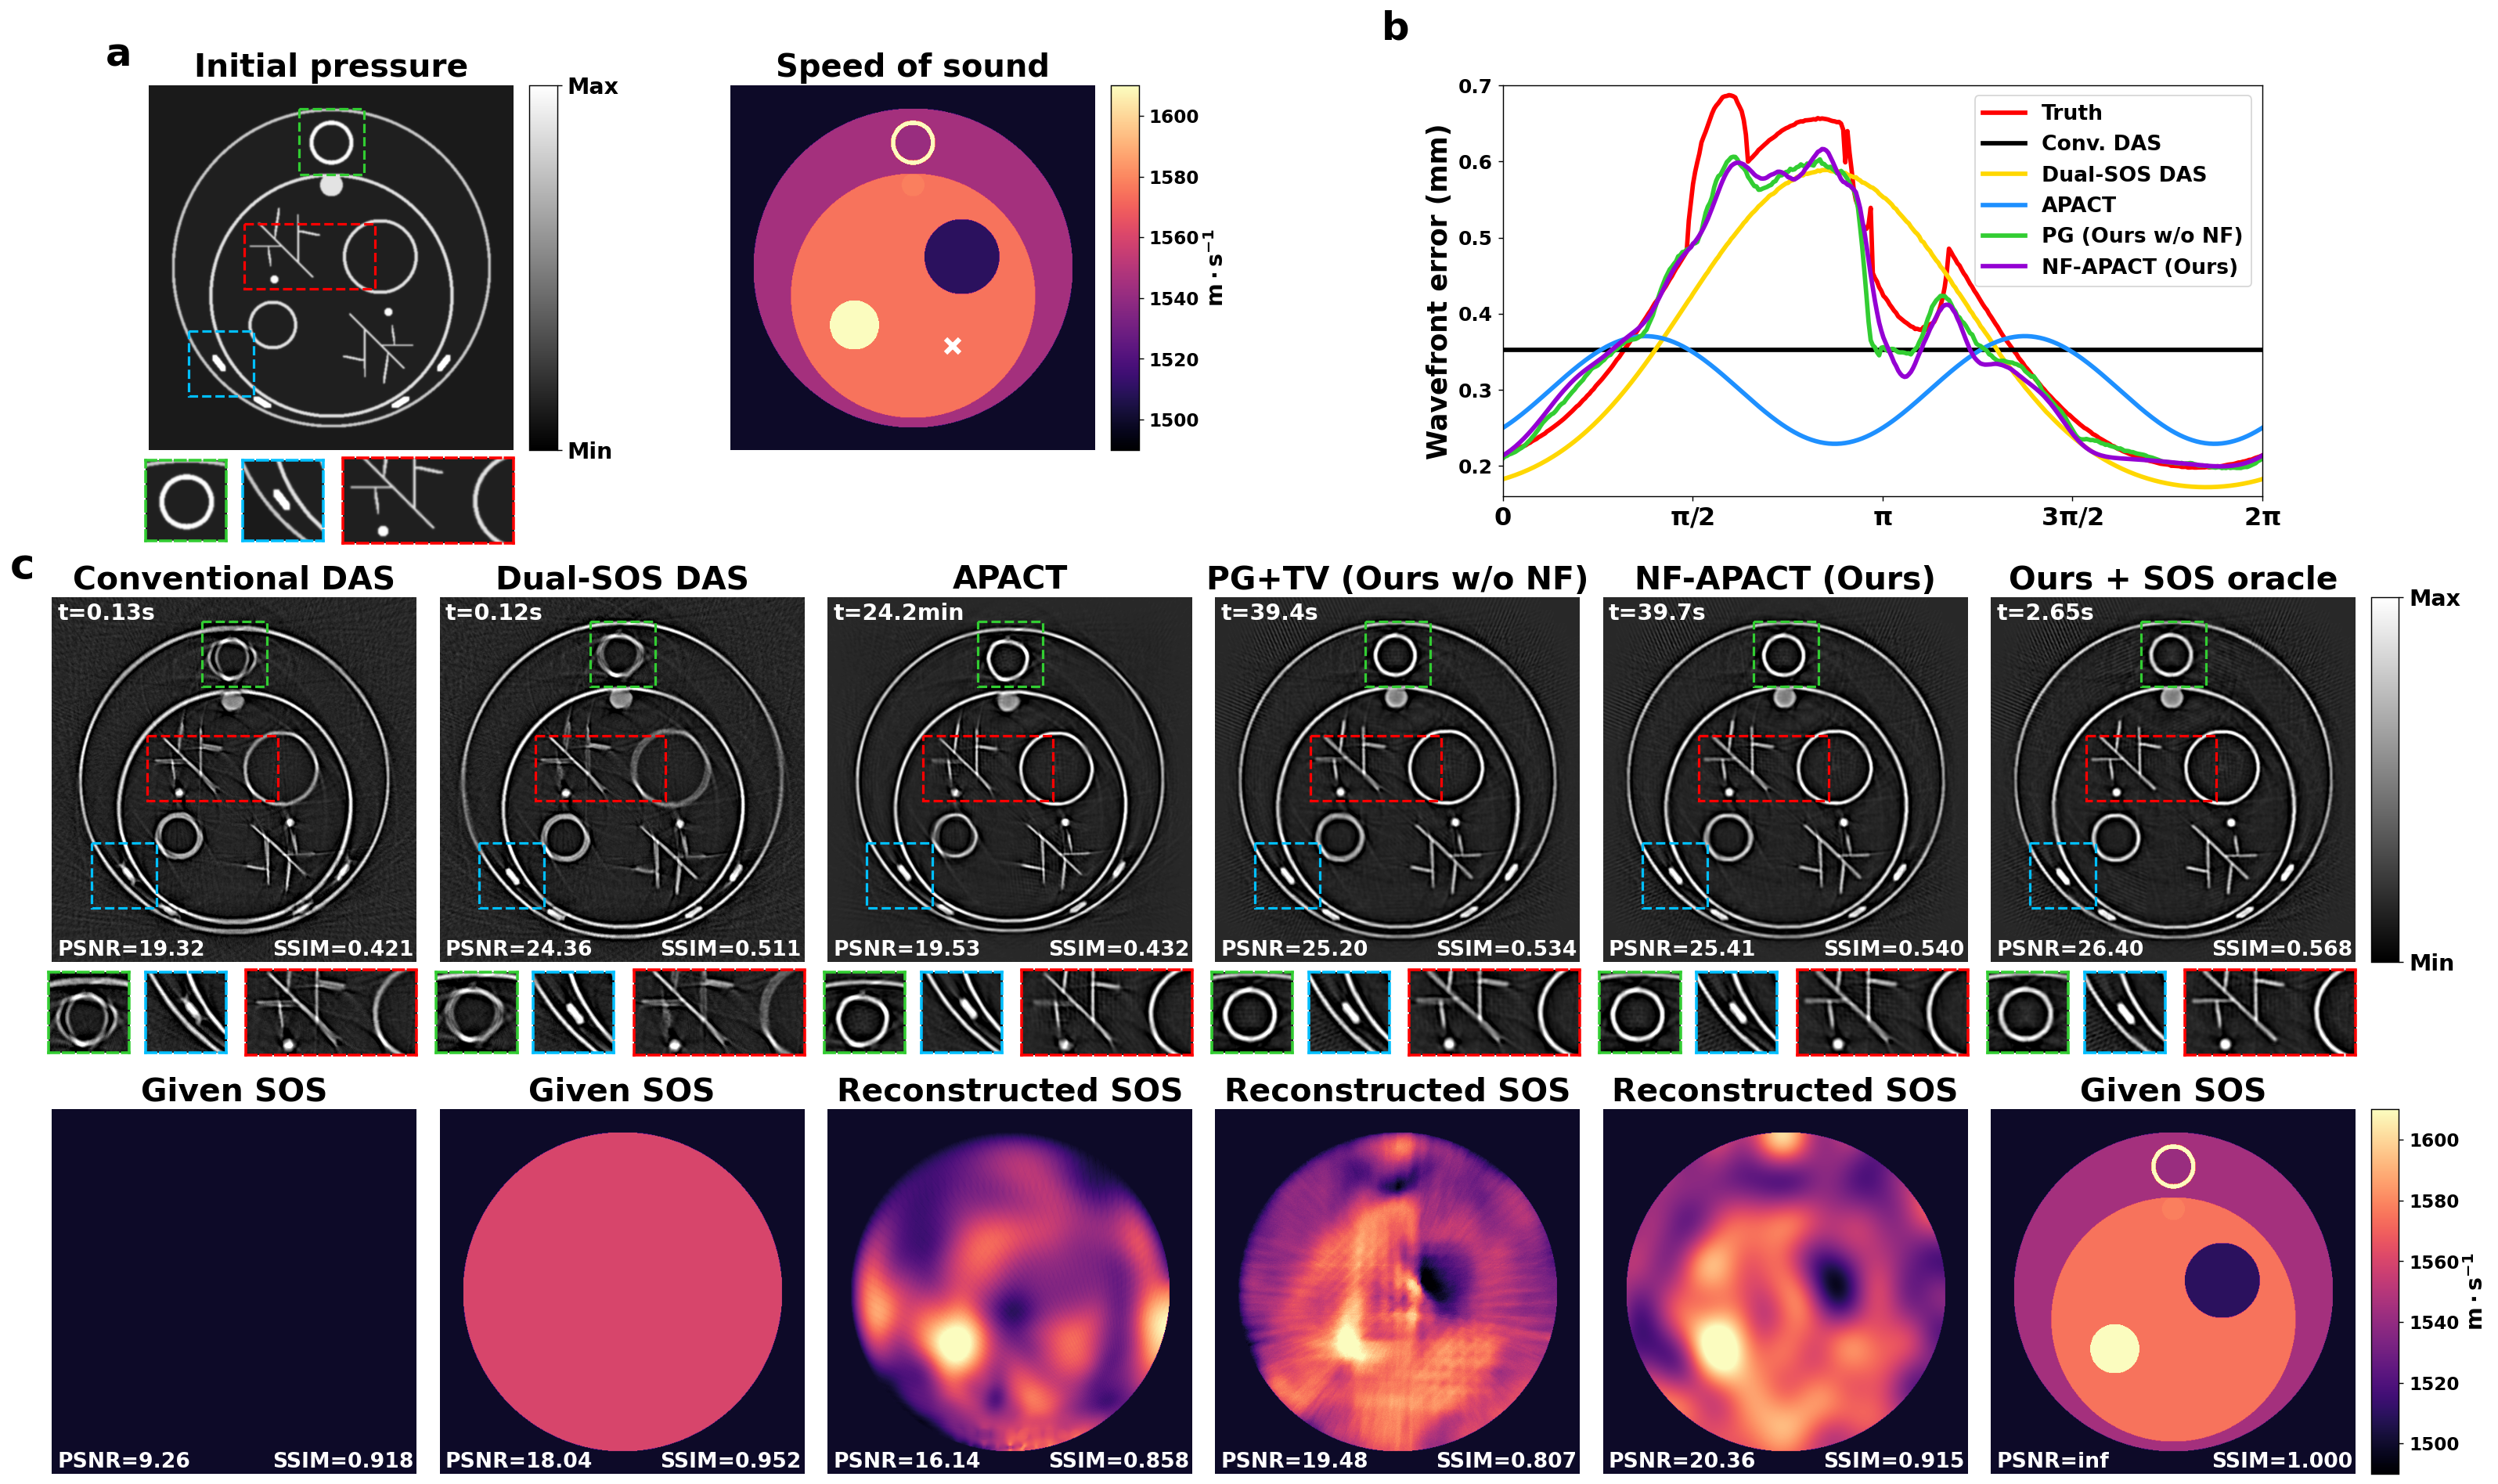 a
Initial pressure
Max
Min
Speed of sound
1600
1580
1560
1540
1520
1500
m·s⁻¹
b
Wavefront error (mm)
0.7
0.6
0.5
0.4
0.3
0.2
0
π/2
π
3π/2
2π
Truth
Conv. DAS
Dual-SOS DAS
APACT
PG (Ours w/o NF)
NF-APACT (Ours)
c
Conventional DAS
t=0.13s
PSNR=19.32 SSIM=0.421
Dual-SOS DAS
t=0.12s
PSNR=24.36 SSIM=0.511
APACT
t=24.2min
PSNR=19.53 SSIM=0.432
PG+TV (Ours w/o NF)
t=39.4s
PSNR=25.20 SSIM=0.534
NF-APACT (Ours)
t=39.7s
PSNR=25.41 SSIM=0.540
Ours + SOS oracle
t=2.65s
PSNR=26.40 SSIM=0.568
Max
Min
Given SOS
PSNR=9.26 SSIM=0.918
Given SOS
PSNR=18.04 SSIM=0.952
Reconstructed SOS
PSNR=16.14 SSIM=0.858
Reconstructed SOS
PSNR=19.48 SSIM=0.807
Reconstructed SOS
PSNR=20.36 SSIM=0.915
Given SOS
PSNR=inf SSIM=1.000
1600
1580
1560
1540
1520
1500
m·s⁻¹